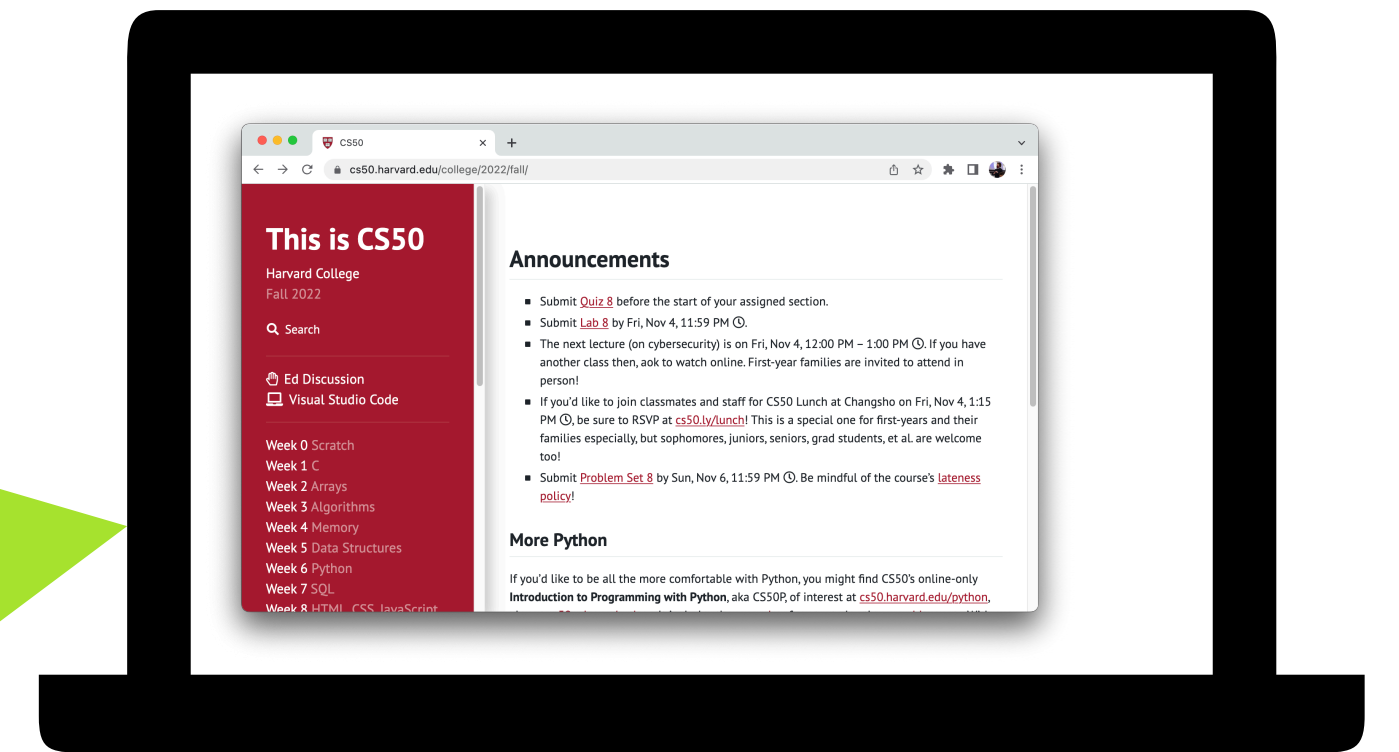 CS50
cs50.harvard.edu/college/2022/fall/
This is CS50
Harvard College
Fall 2022
Search
Ed Discussion
Visual Studio Code
Week 0 Scratch
Week 1 C
Week 2 Arrays
Week 3 Algorithms
Week 4 Memory
Week 5 Data Structures
Week 6 Python
Week 7 SQL
Week 8 HTML, CSS, JavaScript
Announcements
Submit Quiz 8 before the start of your assigned section.
Submit Lab 8 by Fri, Nov 4, 11:59 PM.
The next lecture (on cybersecurity) is on Fri, Nov 4, 12:00 PM – 1:00 PM. If you have
another class then, aok to watch online. First-year families are invited to attend in
person!
If you'd like to join classmates and staff for CS50 Lunch at Changsho on Fri, Nov 4, 1:15
PM, be sure to RSVP at cs50.ly/lunch! This is a special one for first-years and their
families especially, but sophomores, juniors, seniors, grad students, et al. are welcome
too!
Submit Problem Set 8 by Sun, Nov 6, 11:59 PM. Be mindful of the course's lateness
policy!
More Python
If you'd like to be all the more comfortable with Python, you might find CS50's online-only
Introduction to Programming with Python, aka CS50P, of interest at cs50.harvard.edu/python,